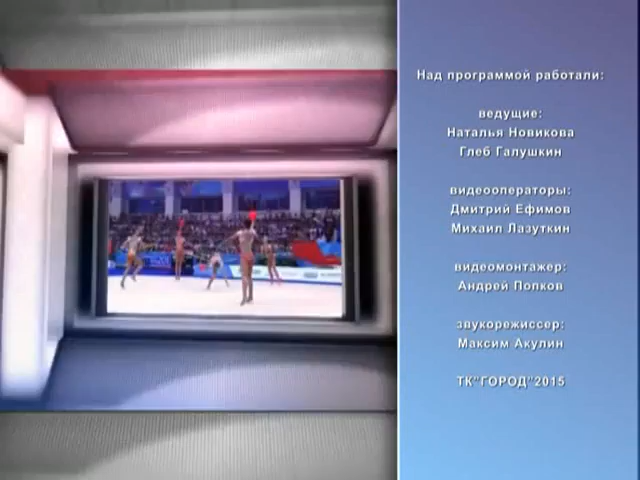 Над программой работали:
ведущие:
Наталья Новикова
Глеб Галушкин
видеооператоры:
Дмитрий Ефимов
Михаил Лазуткин
видеомонтажер:
Андрей Попков
звукорежиссер:
Максим Акулин
ТК"ГОРОД"2015